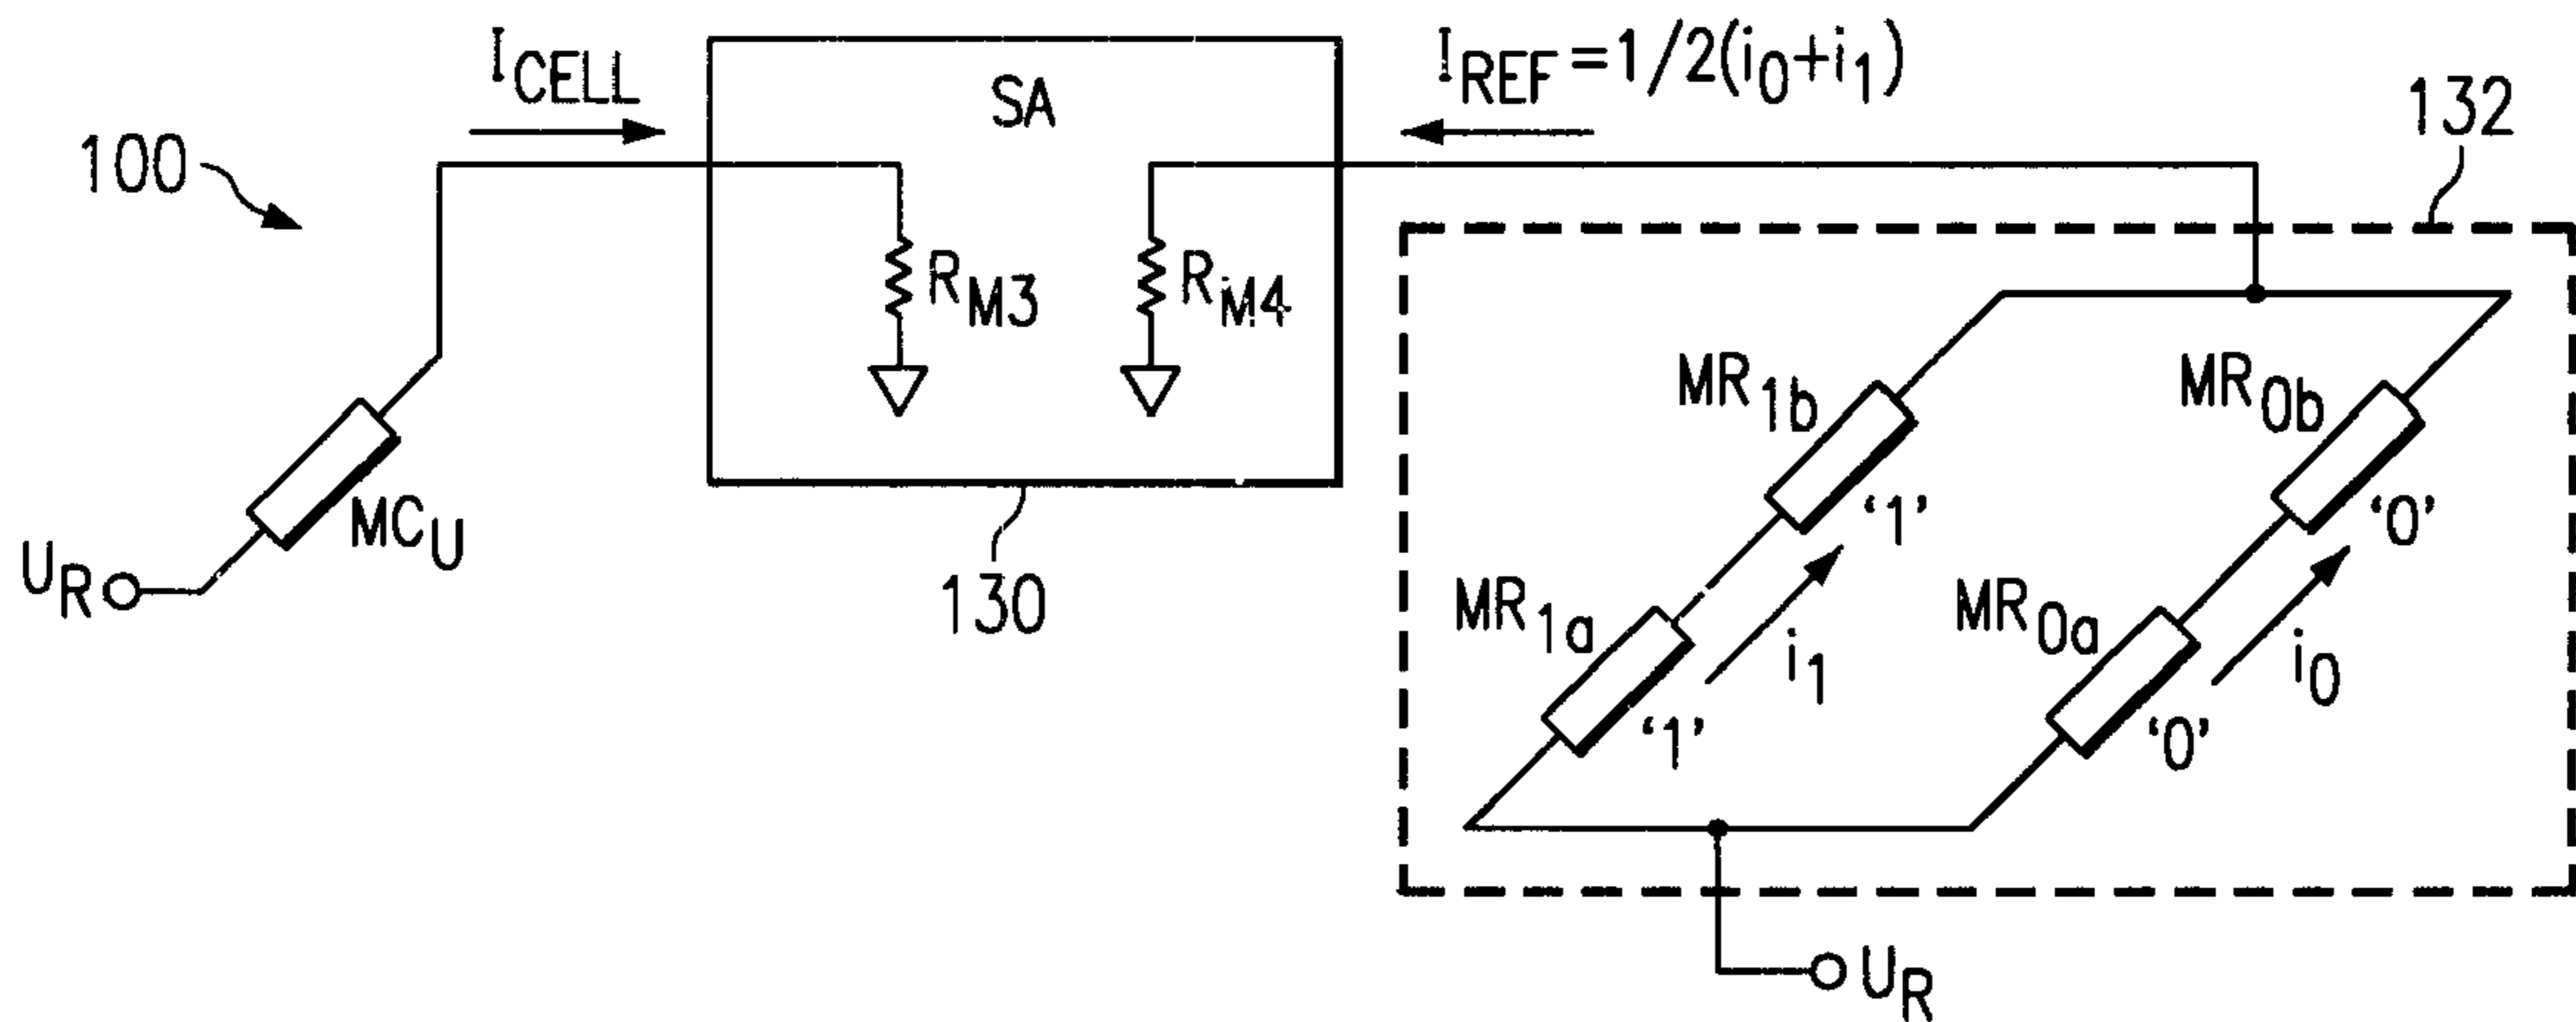 I_CELL
SA
I_REF=1/2(i_0+i_1)
132
100
R_M3
R_M4
MR_1b
MR_0b
'1'
'0'
MC_U
U_R
130
MR_1a
MR_0a
i_1
i_0
'1'
'0'
U_R